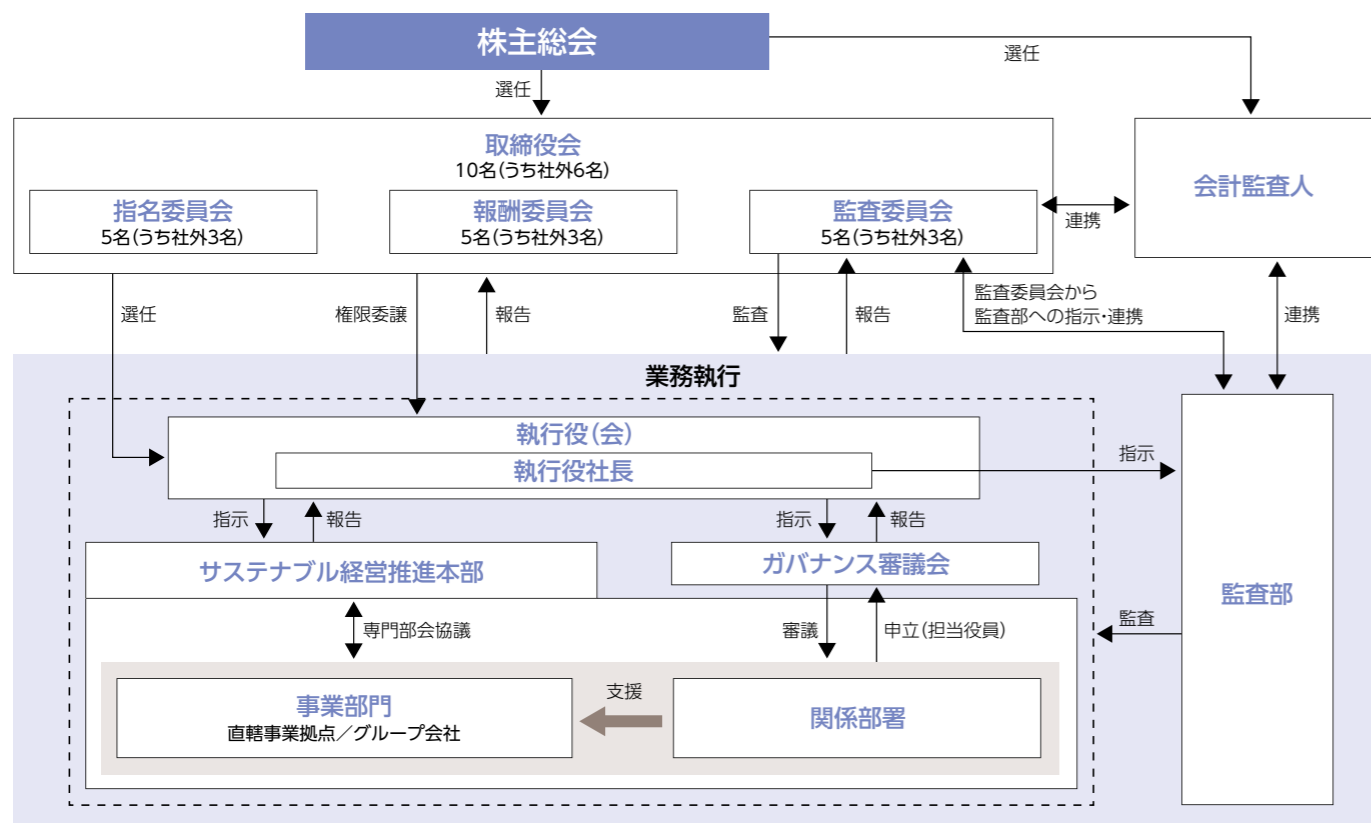 株主総会
選任
選任
取締役会
10名(うち社外6名)
指名委員会
5名(うち社外3名)
報酬委員会
5名(うち社外3名)
監査委員会
5名(うち社外3名)
連携
会計監査人
選任
権限委譲
報告
監査
報告
監査委員会から
監査部への指示・連携
連携
業務執行
執行役(会)
執行役社長
指示
指示
報告
指示
報告
サステナブル経営推進本部
ガバナンス審議会
監査部
専門部会協議
審議
申立(担当役員)
監査
事業部門
直轄事業拠点／グループ会社
支援
関係部署